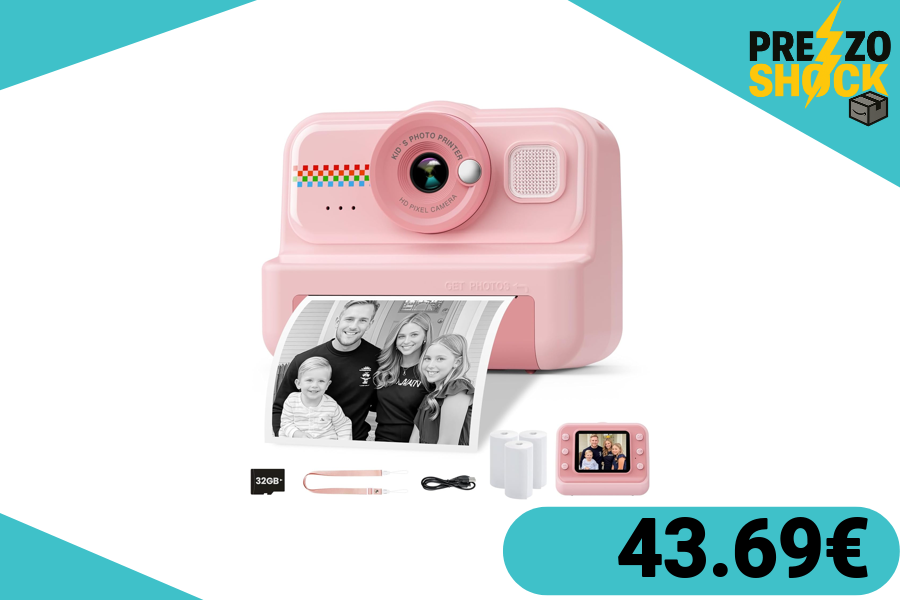 PREZZO
SHOCK
KID'S PHOTO PRINTER
HD PIXEL CAMERA
GET PHOTOS
32GB
43.69€